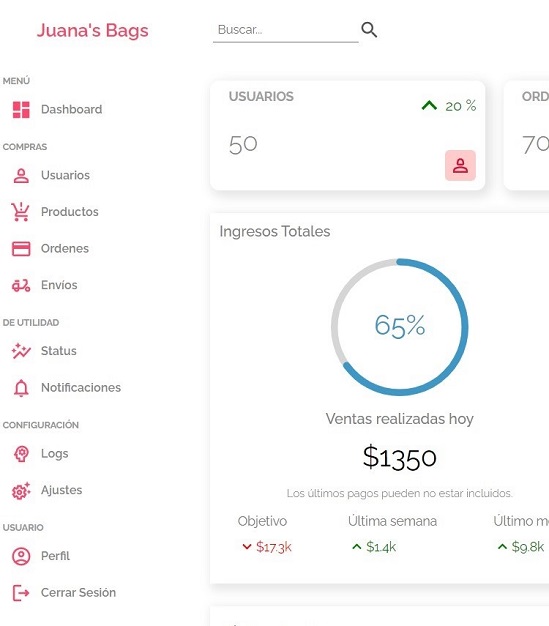 Juana's Bags
Buscar...
MENÚ
Dashboard
COMPRAS
Usuarios
Productos
Ordenes
Envíos
DE UTILIDAD
Status
Notificaciones
CONFIGURACIÓN
Logs
Ajustes
USUARIO
Perfil
Cerrar Sesión
USUARIOS
20 %
50
ORD
70
Ingresos Totales
65%
Ventas realizadas hoy
$1350
Los últimos pagos pueden no estar incluidos.
Objetivo Última semana Último m
$17.3k $1.4k $9.8k